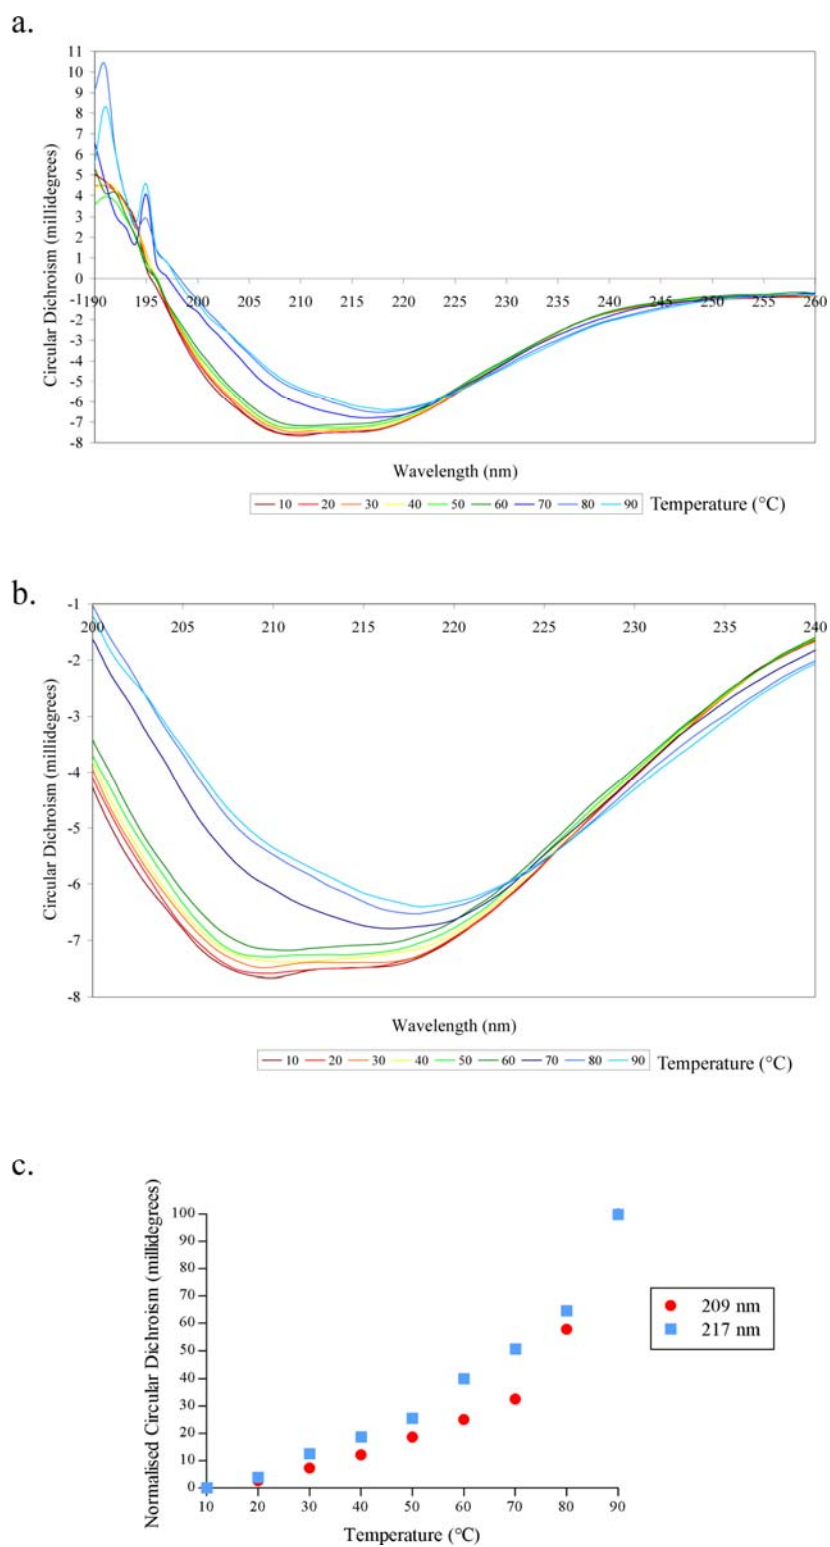 a.
Circular Dichroism (millidegrees)
11
10
9
8
7
6
5
4
3
2
1
0
-1
-2
-3
-4
-5
-6
-7
-8
190 195 200 205 210 215 220 225 230 235 240 245 250 255 260
Wavelength (nm)
10 20 30 40 50 60 70 80 90 Temperature (°C)
b.
Circular Dichroism (millidegrees)
-1
-2
-3
-4
-5
-6
-7
-8
200 205 210 215 220 225 230 235 240
Wavelength (nm)
10 20 30 40 50 60 70 80 90 Temperature (°C)
c.
Normalised Circular Dichroism (millidegrees)
100
90
80
70
60
50
40
30
20
10
0
10 20 30 40 50 60 70 80 90
Temperature (°C)
209 nm
217 nm